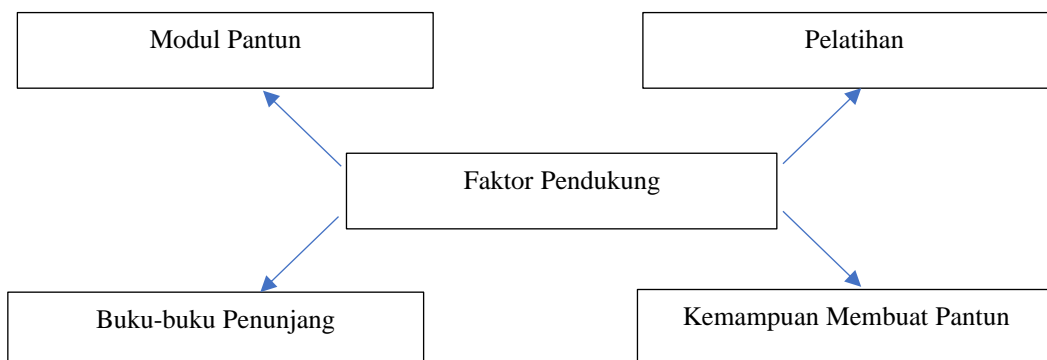 Modul Pantun
Pelatihan
Faktor Pendukung
Buku-buku Penunjang
Kemampuan Membuat Pantun